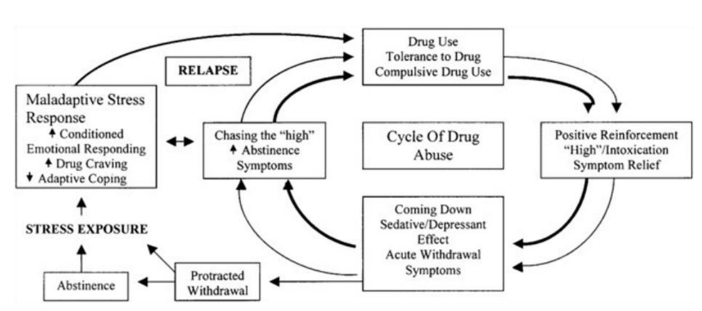 Drug Use
Tolerance to Drug
Compulsive Drug Use
RELAPSE
Maladaptive Stress
Response
↑ Conditioned
Emotional Responding
↑ Drug Craving
↓ Adaptive Coping
Chasing the “high”
↑ Abstinence
Symptoms
Cycle Of Drug
Abuse
Positive Reinforcement
“High”/Intoxication
Symptom Relief
Coming Down
Sedative/Depressant
Effect
Acute Withdrawal
Symptoms
STRESS EXPOSURE
Protracted
Withdrawal
Abstinence